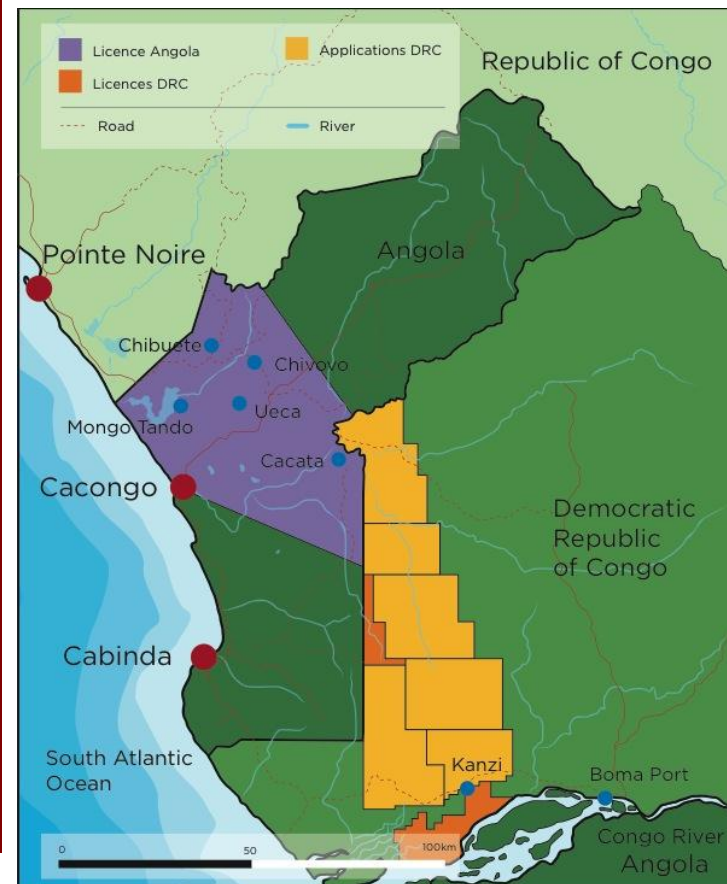 Licence Angola
Applications DRC
Licences DRC
Road
River
Republic of Congo
Angola
Pointe Noire
Chibuete
Chivovo
Mongo Tando
Ueca
Cacata
Cacongo
Democratic
Republic
of Congo
Cabinda
South Atlantic
Ocean
Kanzi
Boma Port
Congo River
Angola
0
50
100km